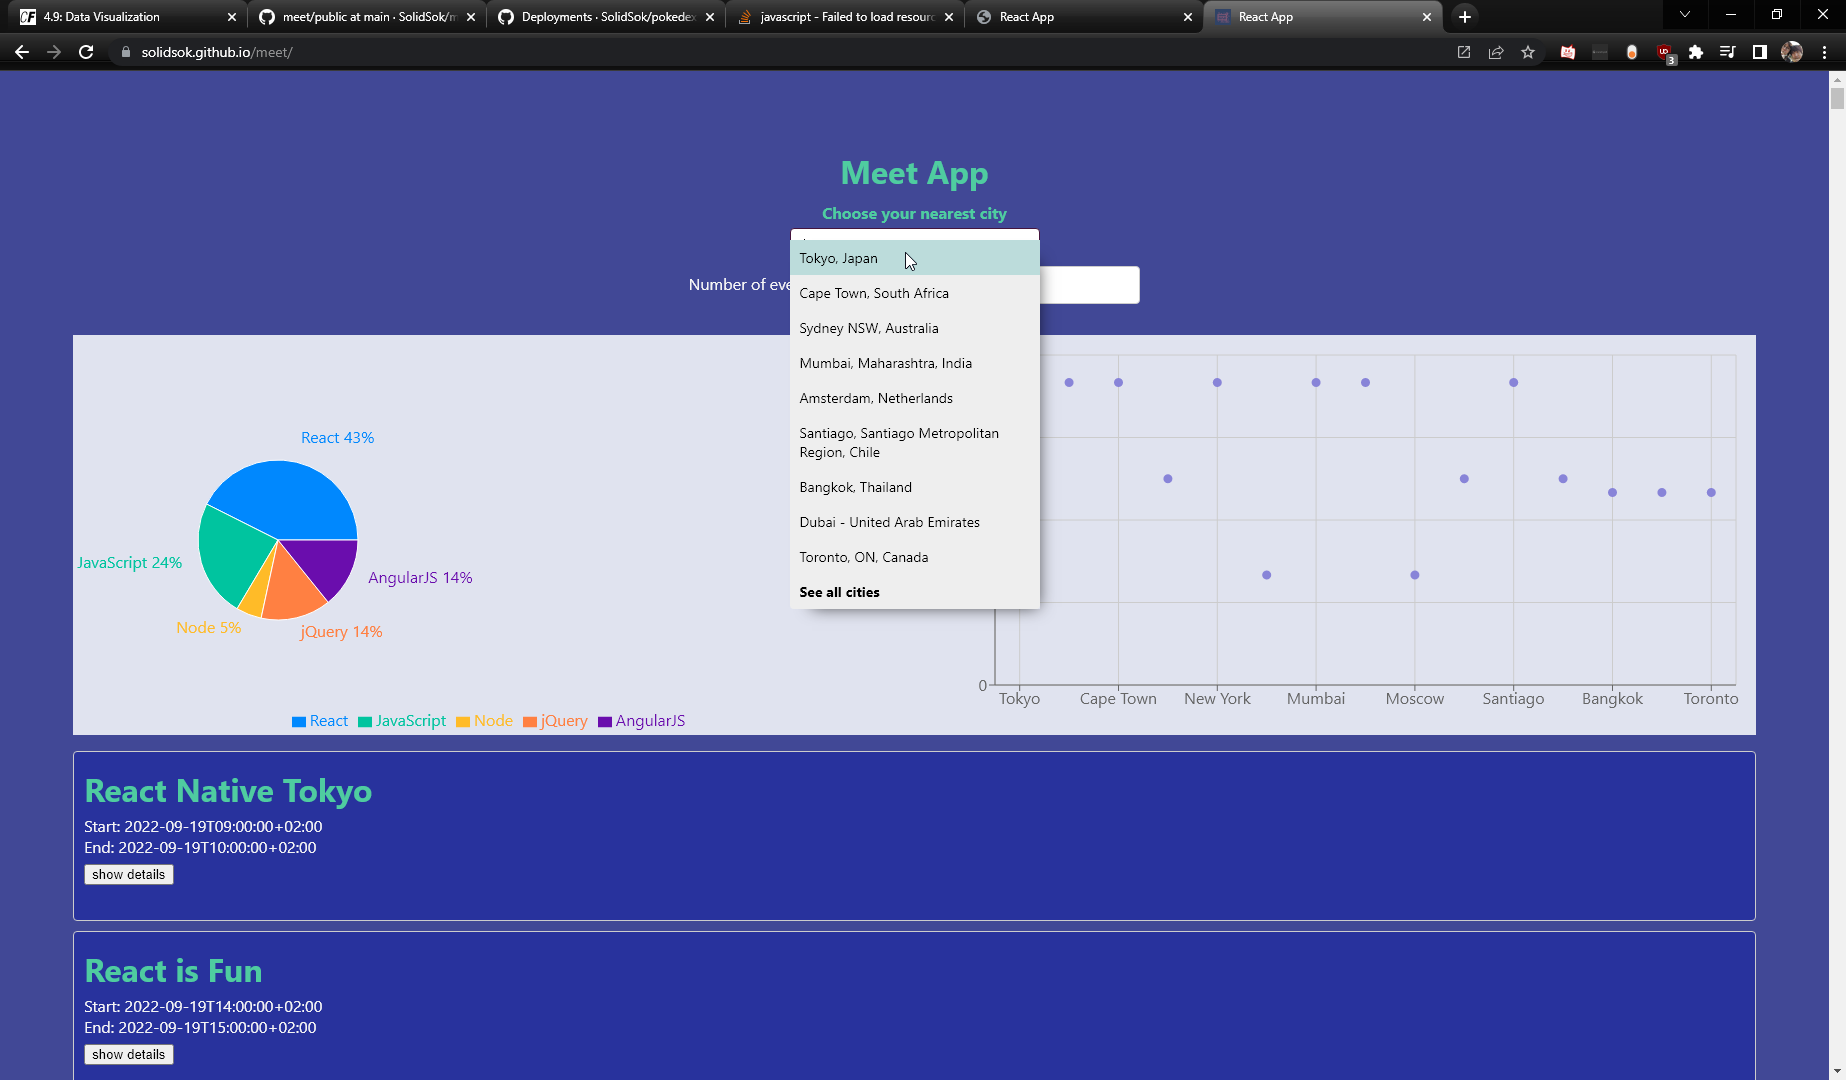 4.9: Data Visualization
meet/public at main · SolidSok/m
Deployments · SolidSok/pokedex
javascript - Failed to load resourc
React App
React App
solidsok.github.io/meet/
3
Meet App
Choose your nearest city
Tokyo, Japan
Number of eve
Cape Town, South Africa
Sydney NSW, Australia
Mumbai, Maharashtra, India
Amsterdam, Netherlands
Santiago, Santiago Metropolitan
Region, Chile
Bangkok, Thailand
Dubai - United Arab Emirates
Toronto, ON, Canada
See all cities
React 43%
JavaScript 24%
AngularJS 14%
Node 5%
jQuery 14%
React JavaScript Node jQuery AngularJS
0
Tokyo Cape Town New York Mumbai Moscow Santiago Bangkok Toronto
React Native Tokyo
Start: 2022-09-19T09:00:00+02:00
End: 2022-09-19T10:00:00+02:00
show details
React is Fun
Start: 2022-09-19T14:00:00+02:00
End: 2022-09-19T15:00:00+02:00
show details